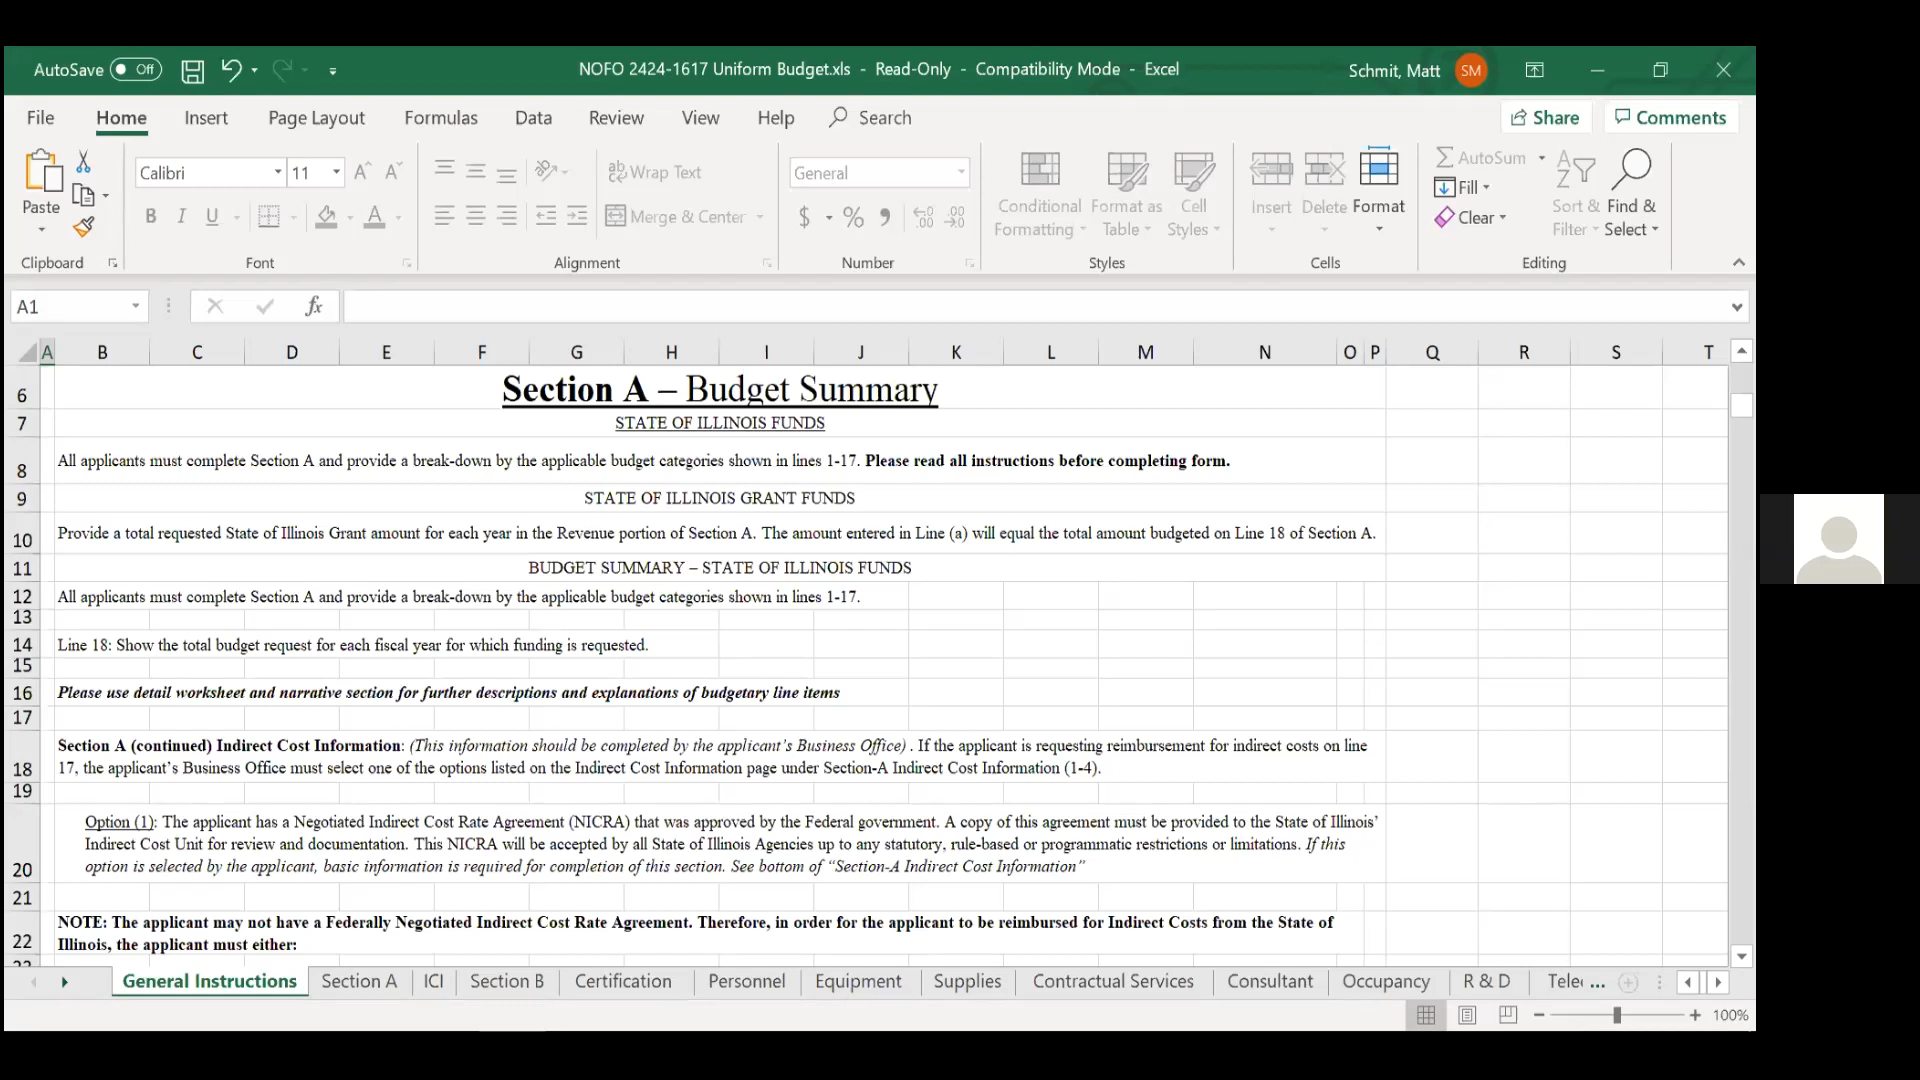 AutoSave Off NOFO 2424-1617 Uniform Budget.xls - Read-Only - Compatibility Mode - Excel Schmit, Matt SM
File Home Insert Page Layout Formulas Data Review View Help Search Share Comments
Calibri 11 Wrap Text General AutoSum
Paste B I U Merge & Center $ % Conditional Formatting Format as Table Cell Styles Insert Delete Format Fill Clear Sort & Filter Find & Select
Clipboard Font Alignment Number Styles Cells Editing
A1 fx
A B C D E F G H I J K L M N O P Q R S T
6 Section A – Budget Summary
7 STATE OF ILLINOIS FUNDS
8 All applicants must complete Section A and provide a break-down by the applicable budget categories shown in lines 1-17. Please read all instructions before completing form.
9 STATE OF ILLINOIS GRANT FUNDS
10 Provide a total requested State of Illinois Grant amount for each year in the Revenue portion of Section A. The amount entered in Line (a) will equal the total amount budgeted on Line 18 of Section A.
11 BUDGET SUMMARY – STATE OF ILLINOIS FUNDS
12 All applicants must complete Section A and provide a break-down by the applicable budget categories shown in lines 1-17.
13
14 Line 18: Show the total budget request for each fiscal year for which funding is requested.
15
16 Please use detail worksheet and narrative section for further descriptions and explanations of budgetary line items
17
Section A (continued) Indirect Cost Information: (This information should be completed by the applicant's Business Office) . If the applicant is requesting reimbursement for indirect costs on line
18 17, the applicant's Business Office must select one of the options listed on the Indirect Cost Information page under Section-A Indirect Cost Information (1-4).
19
Option (1): The applicant has a Negotiated Indirect Cost Rate Agreement (NICRA) that was approved by the Federal government. A copy of this agreement must be provided to the State of Illinois'
Indirect Cost Unit for review and documentation. This NICRA will be accepted by all State of Illinois Agencies up to any statutory, rule-based or programmatic restrictions or limitations. If this
20 option is selected by the applicant, basic information is required for completion of this section. See bottom of "Section-A Indirect Cost Information"
21
NOTE: The applicant may not have a Federally Negotiated Indirect Cost Rate Agreement. Therefore, in order for the applicant to be reimbursed for Indirect Costs from the State of
22 Illinois, the applicant must either:
General Instructions Section A ICI Section B Certification Personnel Equipment Supplies Contractual Services Consultant Occupancy R & D Tele ...
100%